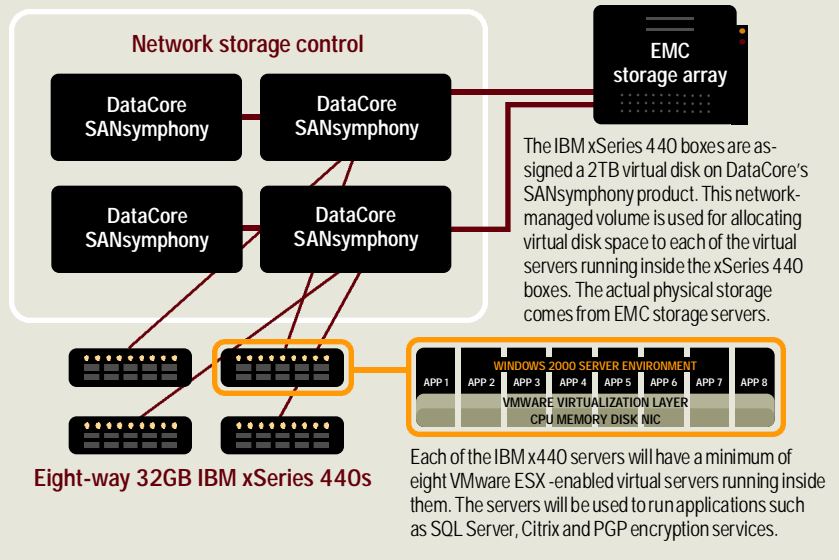 Network storage control
DataCore
SANsymphony
DataCore
SANsymphony
DataCore
SANsymphony
DataCore
SANsymphony
EMC
storage array
The IBM xSeries 440 boxes are as-
signed a 2TB virtual disk on DataCore's
SANsymphony product. This network-
managed volume is used for allocating
virtual disk space to each of the virtual
servers running inside the xSeries 440
boxes. The actual physical storage
comes from EMC storage servers.
WINDOWS 2000 SERVER ENVIRONMENT
APP 1 APP 2 APP 3 APP 4 APP 5 APP 6 APP 7 APP 8
VMWARE VIRTUALIZATION LAYER
CPU MEMORY DISK NIC
Eight-way 32GB IBM xSeries 440s
Each of the IBM x440 servers will have a minimum of
eight VMware ESX -enabled virtual servers running inside
them. The servers will be used to run applications such
as SQL Server, Citrix and PGP encryption services.